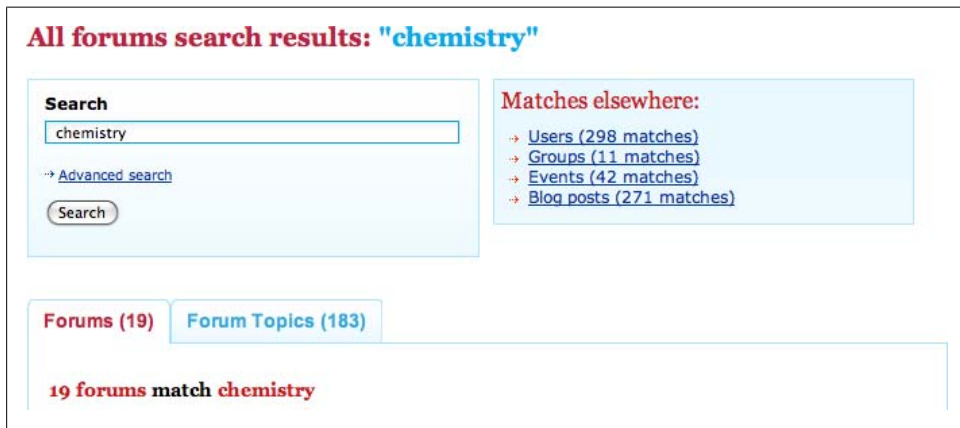 All forums search results: "chemistry"
Search
chemistry
Advanced search
Search
Matches elsewhere:
Users (298 matches)
Groups (11 matches)
Events (42 matches)
Blog posts (271 matches)
Forums (19)
Forum Topics (183)
19 forums match chemistry